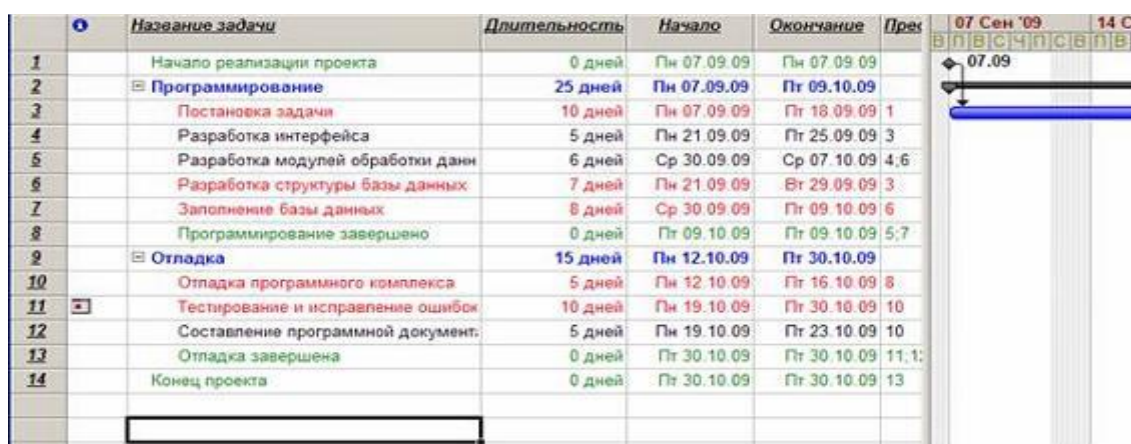 Название задачи Длительность Начало Окончание Прес 07 Сен '09 14 С
В П В С Ч П С В П В
1 Начало реализации проекта 0 дней Пн 07.09.09 Пн 07.09.09 07.09
2 Программирование 25 дней Пн 07.09.09 Пт 09.10.09
3 Постановка задачи 10 дней Пн 07.09.09 Пт 18.09.09 1
4 Разработка интерфейса 5 дней Пн 21.09.09 Пт 25.09.09 3
5 Разработка модулей обработки данн 6 дней Ср 30.09.09 Ср 07.10.09 4;6
6 Разработка структуры базы данных 7 дней Пн 21.09.09 Вт 29.09.09 3
7 Заполнение базы данных 8 дней Ср 30.09.09 Пт 09.10.09 6
8 Программирование завершено 0 дней Пт 09.10.09 Пт 09.10.09 5;7
9 Отладка 15 дней Пн 12.10.09 Пт 30.10.09
10 Отладка программного комплекса 5 дней Пн 12.10.09 Пт 16.10.09 8
11 Тестирование и исправление ошибок 10 дней Пн 19.10.09 Пт 30.10.09 10
12 Составление программной документ 5 дней Пн 19.10.09 Пт 23.10.09 10
13 Отладка завершена 0 дней Пт 30.10.09 Пт 30.10.09 11;1
14 Конец проекта 0 дней Пт 30.10.09 Пт 30.10.09 13